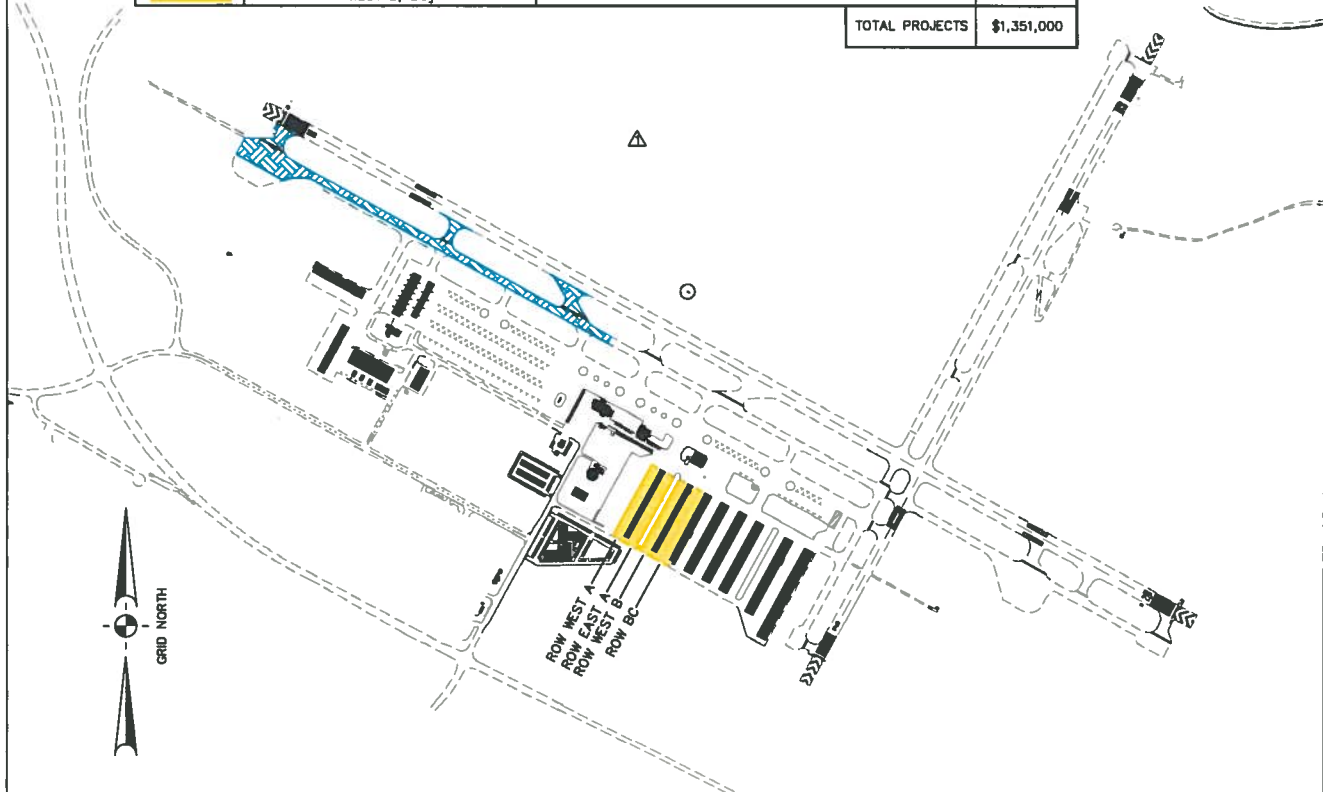 TOTAL PROJECTS $1,351,000
GRID NORTH
ROW WEST A
ROW EAST A
ROW WEST B
ROW BC